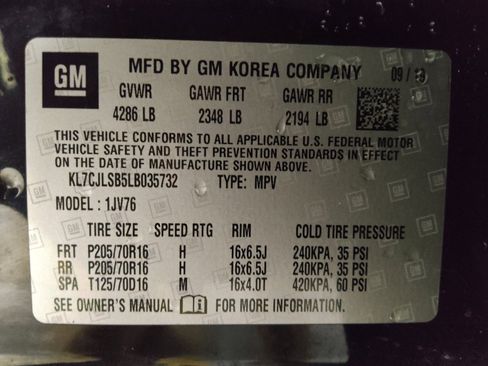 GM MFD BY GM KOREA COMPANY
GVWR GAWR FRT GAWR RR
4286 LB 2348 LB 2194 LB
THIS VEHICLE CONFORMS TO ALL APPLICABLE U.S. FEDERAL MOTOR
VEHICLE SAFETY AND THEFT PREVENTION STANDARDS IN EFFECT
ON THE DATE OF MANUFACTURE SHOWN ABOVE.
KL7CJLSB5LB035732 TYPE: MPV
MODEL: 1JV76
TIRE SIZE SPEED RTG RIM COLD TIRE PRESSURE
FRT P205/70R16 H 16x6.5J 240KPA, 35 PSI
RR P205/70R16 H 16x6.5J 240KPA, 35 PSI
SPA T125/70D16 M 16x4.0T 420KPA, 60 PSI
SEE OWNER'S MANUAL FOR MORE INFORMATION.